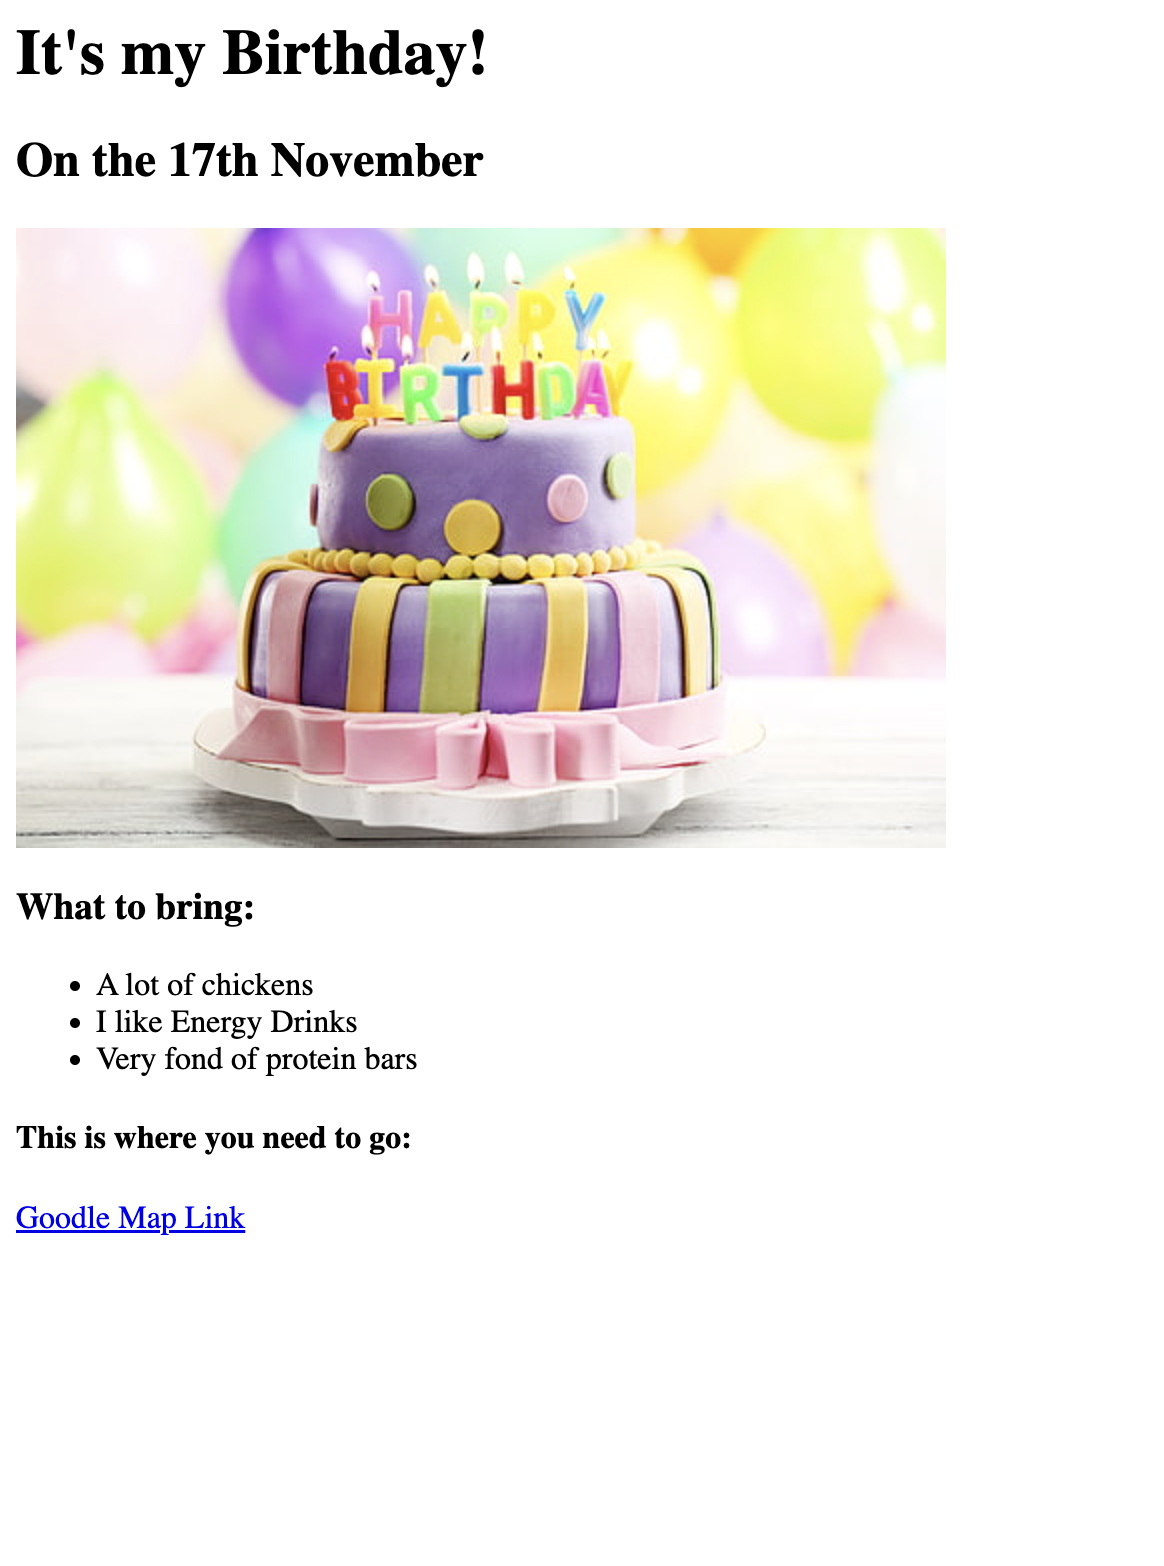 It's my Birthday!
On the 17th November
HAPPY
BIRTHDAY
What to bring:
A lot of chickens
I like Energy Drinks
Very fond of protein bars
This is where you need to go:
Goodle Map Link